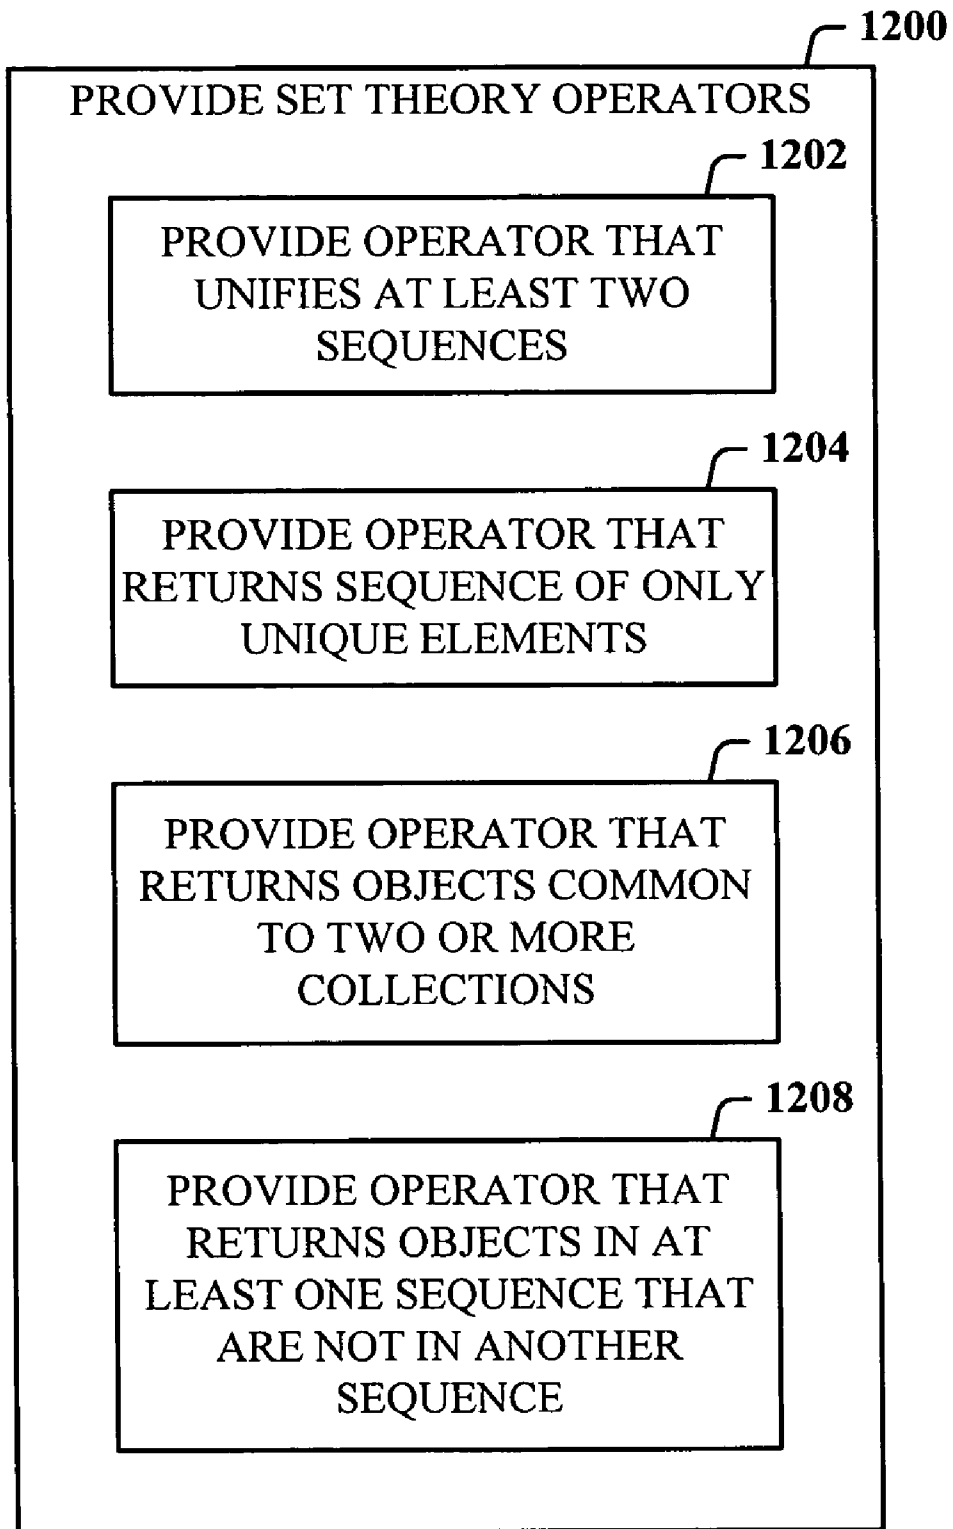 1200
PROVIDE SET THEORY OPERATORS
1202
PROVIDE OPERATOR THAT
UNIFIES AT LEAST TWO
SEQUENCES
1204
PROVIDE OPERATOR THAT
RETURNS SEQUENCE OF ONLY
UNIQUE ELEMENTS
1206
PROVIDE OPERATOR THAT
RETURNS OBJECTS COMMON
TO TWO OR MORE
COLLECTIONS
1208
PROVIDE OPERATOR THAT
RETURNS OBJECTS IN AT
LEAST ONE SEQUENCE THAT
ARE NOT IN ANOTHER
SEQUENCE